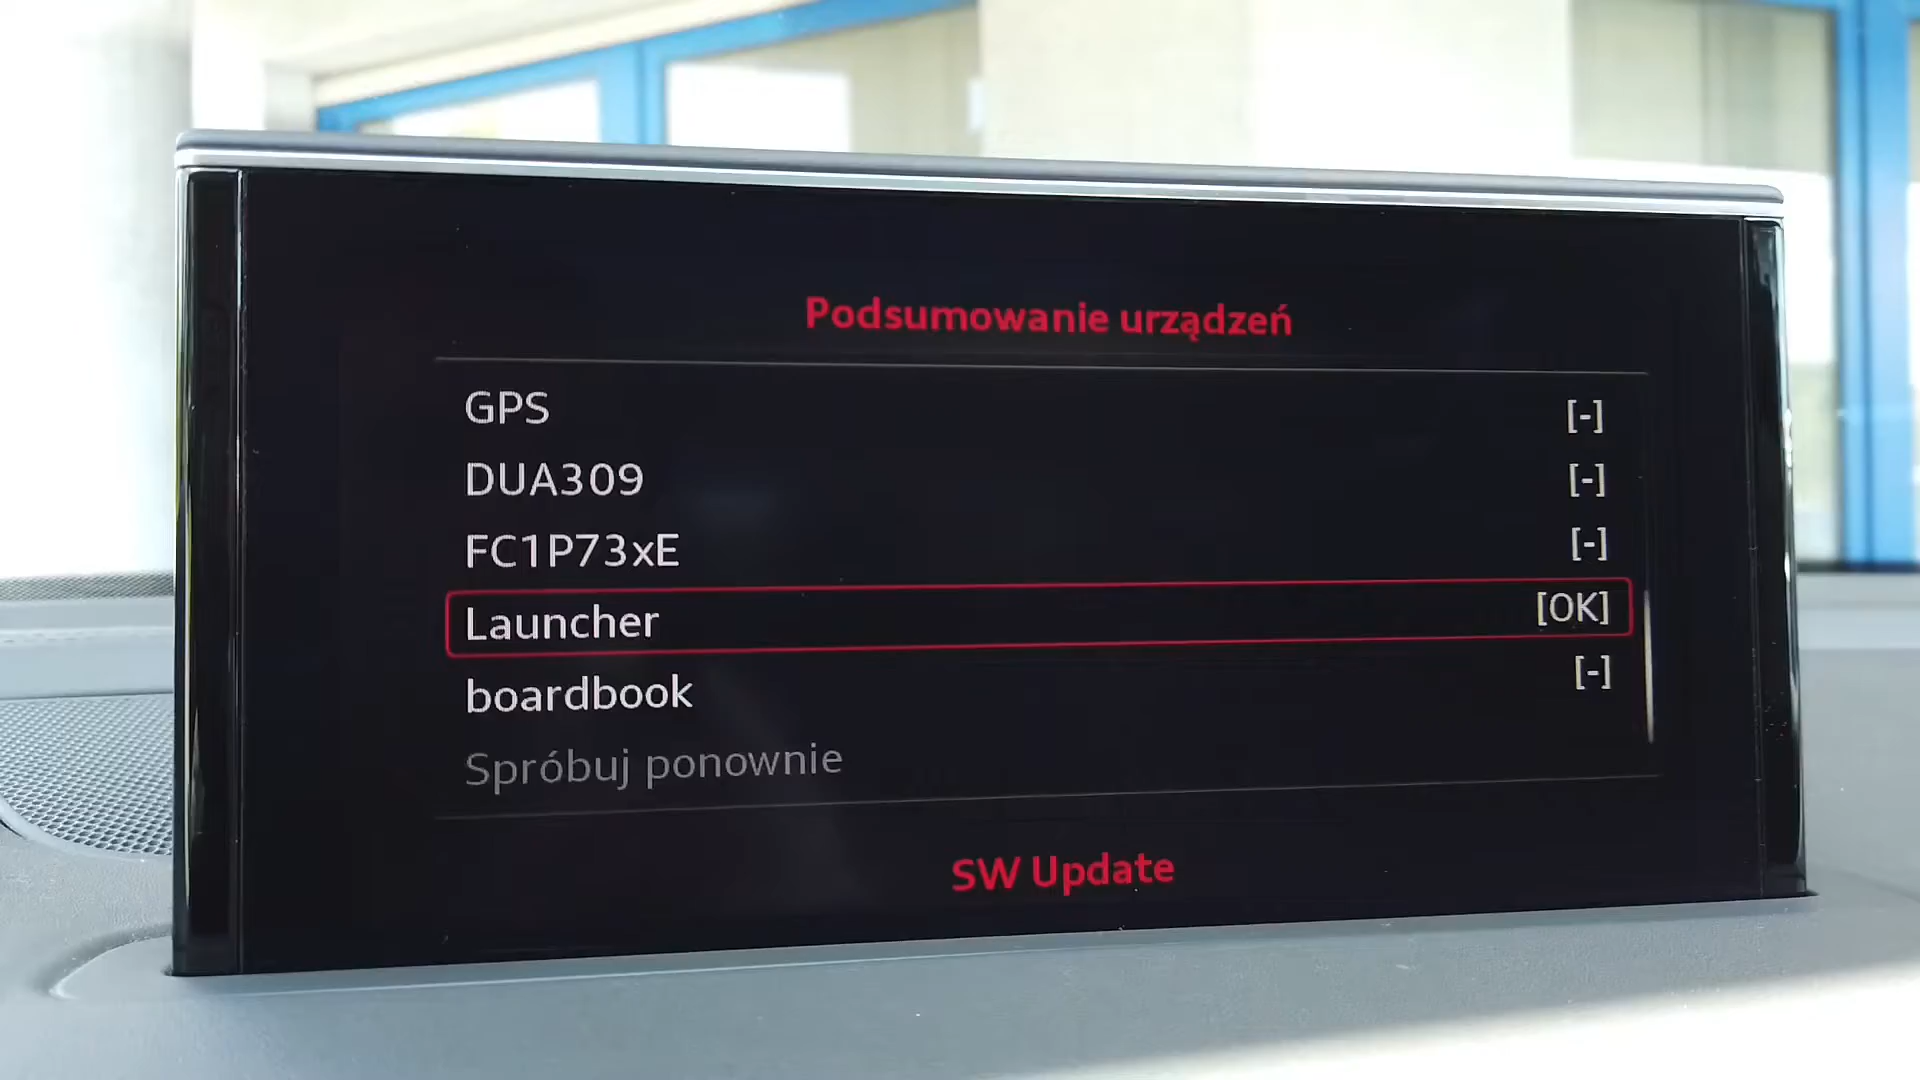 Podsumowanie urządzeń
GPS [-]
DUA309 [-]
FC1P73xE [-]
Launcher [OK]
boardbook [-]
Spróbuj ponownie
SW Update